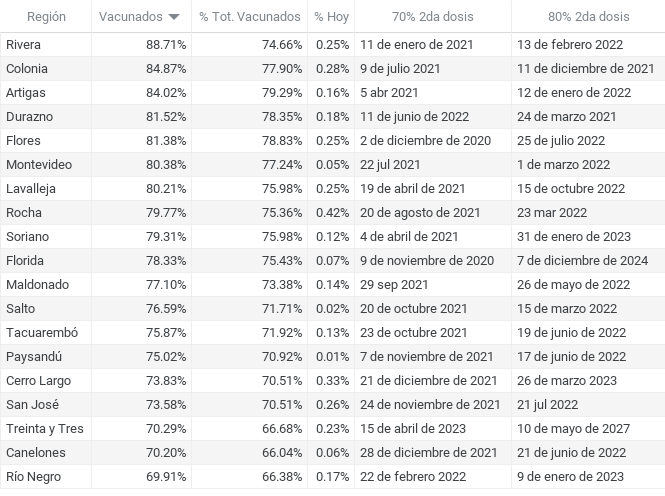 Región Vacunados % Tot. Vacunados % Hoy 70% 2da dosis 80% 2da dosis
Rivera 88.71% 74.66% 0.25% 11 de enero de 2021 13 de febrero 2022
Colonia 84.87% 77.90% 0.28% 9 de julio 2021 11 de diciembre de 2021
Artigas 84.02% 79.29% 0.16% 5 abr 2021 12 de enero de 2022
Durazno 81.52% 78.35% 0.18% 11 de junio de 2022 24 de marzo 2021
Flores 81.38% 78.83% 0.25% 2 de diciembre de 2020 25 de julio 2022
Montevideo 80.38% 77.24% 0.05% 22 jul 2021 1 de marzo 2022
Lavalleja 80.21% 75.98% 0.25% 19 de abril de 2021 15 de octubre 2022
Rocha 79.77% 75.36% 0.42% 20 de agosto de 2021 23 mar 2022
Soriano 79.31% 75.98% 0.12% 4 de abril de 2021 31 de enero de 2023
Florida 78.33% 75.43% 0.07% 9 de noviembre de 2020 7 de diciembre de 2024
Maldonado 77.10% 73.38% 0.14% 29 sep 2021 26 de mayo de 2022
Salto 76.59% 71.71% 0.02% 20 de octubre 2021 15 de marzo 2022
Tacuarembó 75.87% 71.92% 0.13% 23 de octubre 2021 19 de junio de 2022
Paysandú 75.02% 70.92% 0.01% 7 de noviembre de 2021 17 de junio de 2022
Cerro Largo 73.83% 70.51% 0.33% 21 de diciembre de 2021 26 de marzo 2023
San José 73.58% 70.51% 0.26% 24 de noviembre de 2021 21 jul 2022
Treinta y Tres 70.29% 66.68% 0.23% 15 de abril de 2023 10 de mayo de 2027
Canelones 70.20% 66.04% 0.06% 28 de diciembre de 2021 21 de junio de 2022
Río Negro 69.91% 66.38% 0.17% 22 de febrero 2022 9 de enero de 2023